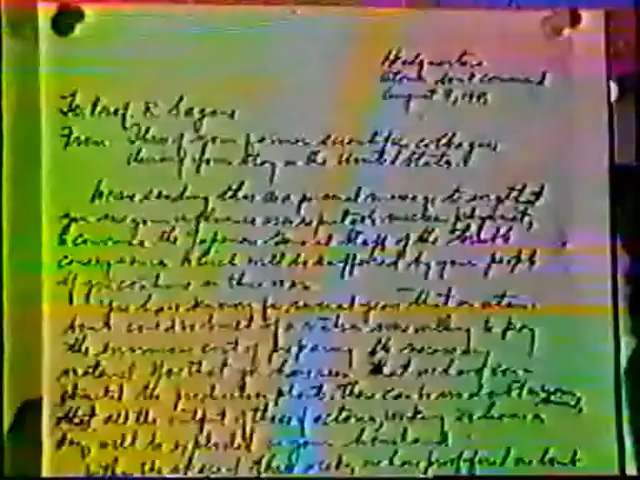 Headquarters
Atomic Bomb Command
August 9, 1945
To: Prof. R. Sagane
From: Three of your former scientific colleagues
during your stay in the United States.
We are sending this as a personal message to urge that
you use your influence as a reputable nuclear physicist, to
convince the Japanese General Staff of the terrible
consequences which will be suffered by your people
if you continue in this war.
You have known for several years that an atomic
bomb could be built if a nation were willing to pay
the enormous cost of preparing the necessary
material. Now that you have seen that we have
constructed the production plants, there can be no doubt
that all the output of these factories, working 24 hours a
day, will be exploded on your homeland.